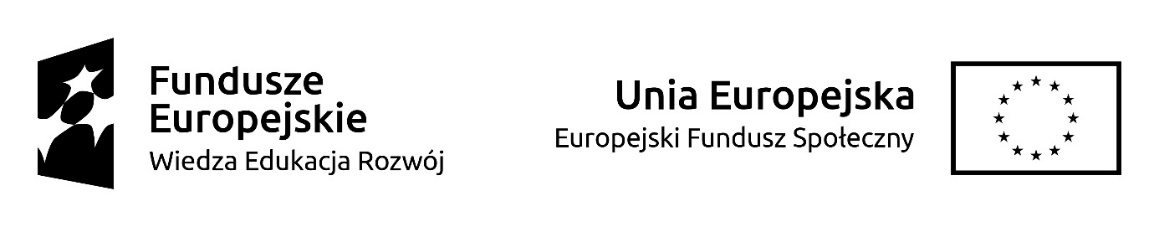 Fundusze
Europejskie
Wiedza Edukacja Rozwój
Unia Europejska
Europejski Fundusz Społeczny